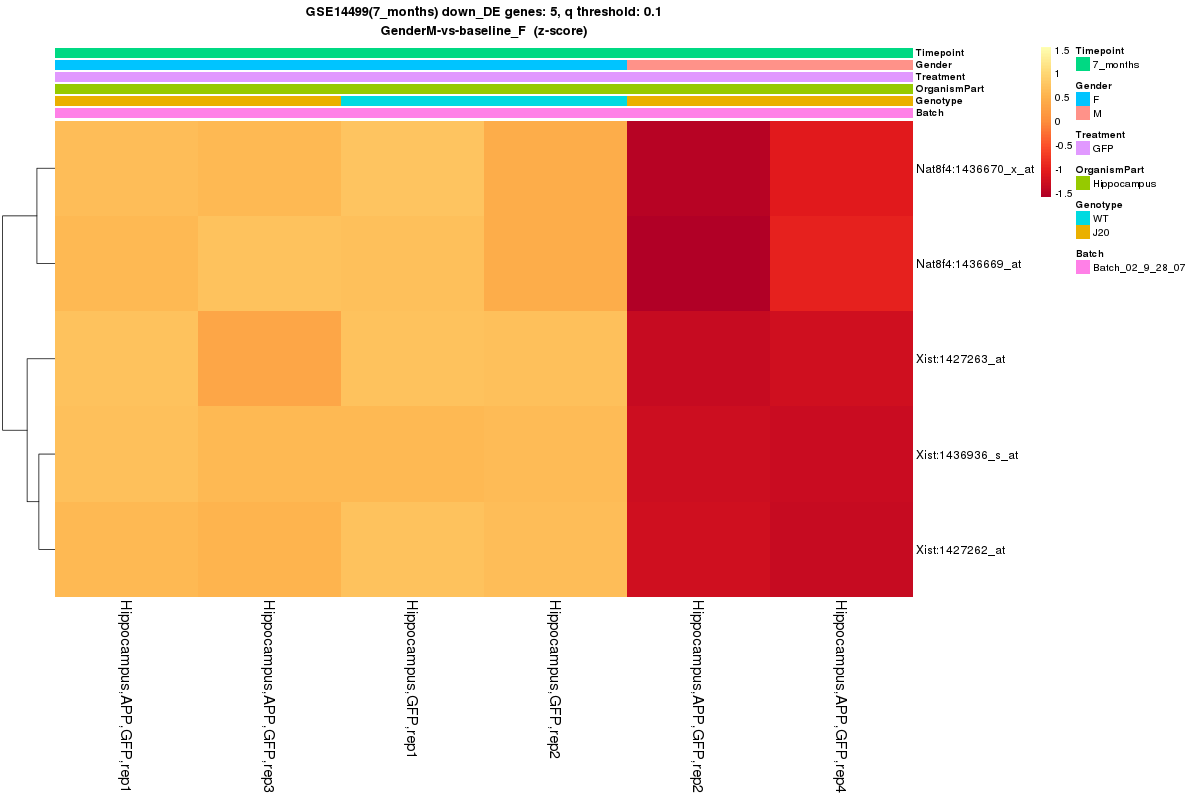 GSE14499(7_months) down_DE genes: 5, q threshold: 0.1
GenderM-vs-baseline_F (z-score)
Timepoint
Gender
Treatment
OrganismPart
Genotype
Batch
Nat8f4:1436670_x_at
Nat8f4:1436669_at
Xist:1427263_at
Xist:1436936_s_at
Xist:1427262_at
Hippocampus,APP,GFP,rep1
Hippocampus,APP,GFP,rep3
Hippocampus,GFP,rep1
Hippocampus,GFP,rep2
Hippocampus,APP,GFP,rep2
Hippocampus,APP,GFP,rep4
1.5
1
0.5
0
-0.5
-1
-1.5
Timepoint
7_months
Gender
F
M
Treatment
GFP
OrganismPart
Hippocampus
Genotype
WT
J20
Batch
Batch_02_9_28_07